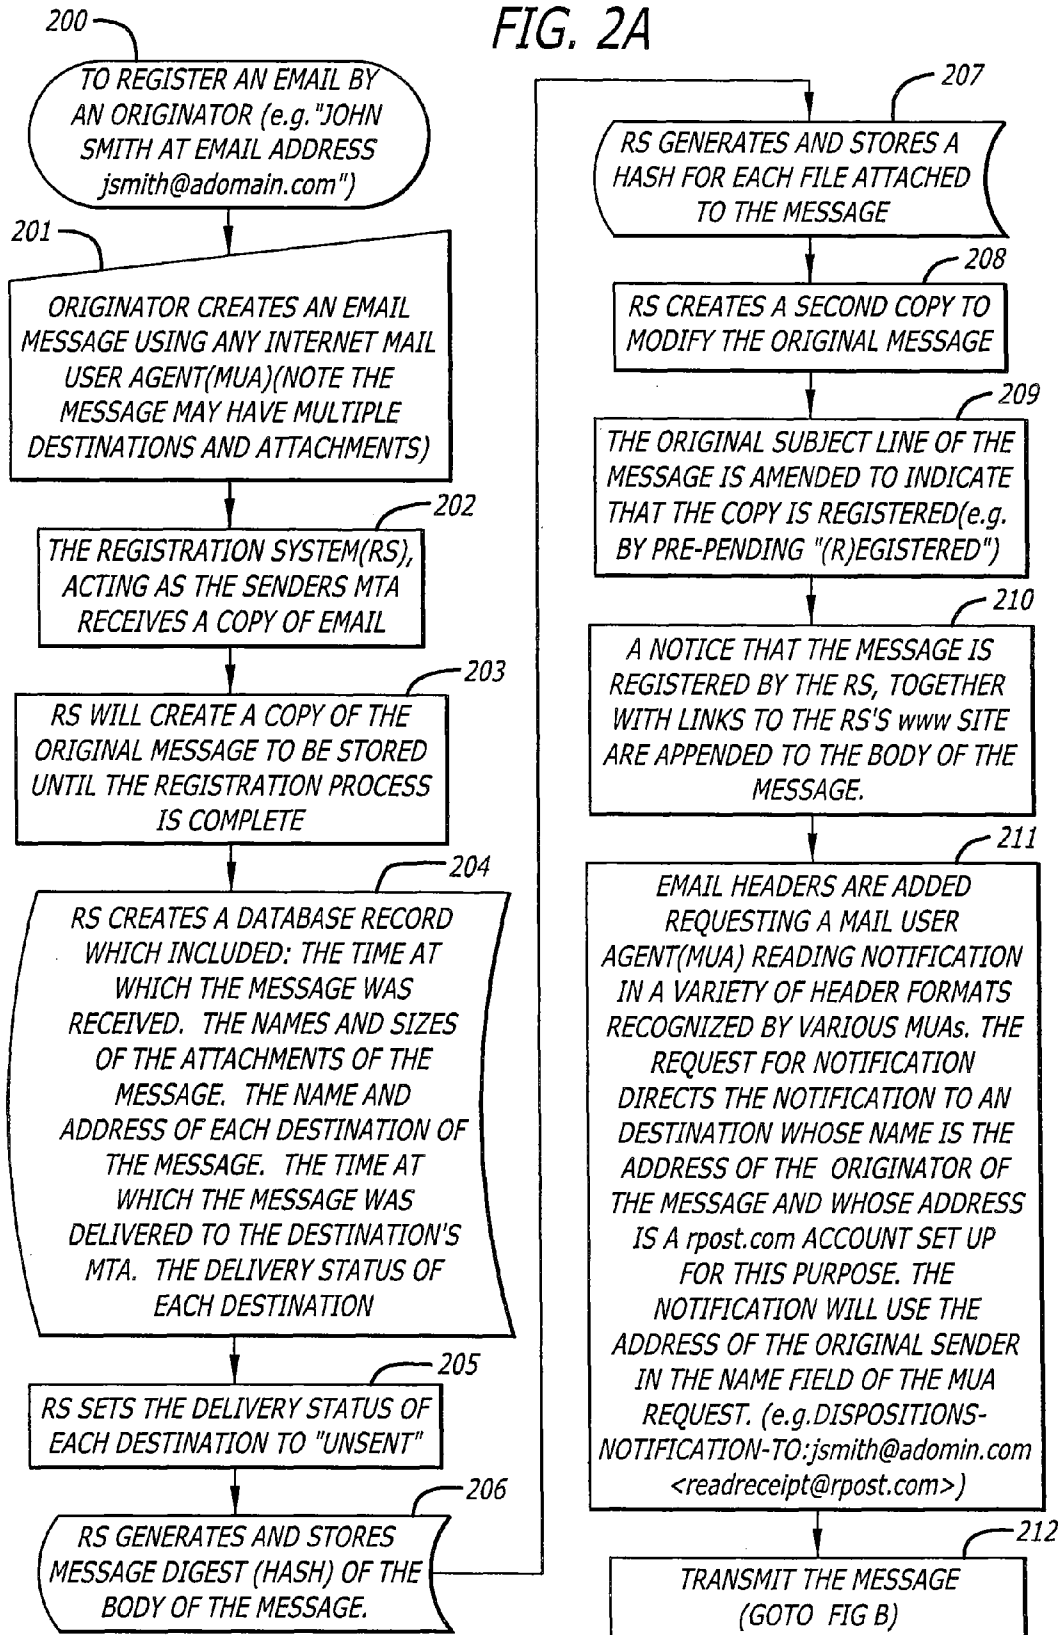 FIG. 2A
200
TO REGISTER AN EMAIL BY
AN ORIGINATOR (e.g. "JOHN
SMITH AT EMAIL ADDRESS
jsmith@adomain.com")
201
ORIGINATOR CREATES AN EMAIL
MESSAGE USING ANY INTERNET MAIL
USER AGENT(MUA)(NOTE THE
MESSAGE MAY HAVE MULTIPLE
DESTINATIONS AND ATTACHMENTS)
202
THE REGISTRATION SYSTEM(RS),
ACTING AS THE SENDERS MTA
RECEIVES A COPY OF EMAIL
203
RS WILL CREATE A COPY OF THE
ORIGINAL MESSAGE TO BE STORED
UNTIL THE REGISTRATION PROCESS
IS COMPLETE
204
RS CREATES A DATABASE RECORD
WHICH INCLUDED: THE TIME AT
WHICH THE MESSAGE WAS
RECEIVED. THE NAMES AND SIZES
OF THE ATTACHMENTS OF THE
MESSAGE. THE NAME AND
ADDRESS OF EACH DESTINATION OF
THE MESSAGE. THE TIME AT
WHICH THE MESSAGE WAS
DELIVERED TO THE DESTINATION'S
MTA. THE DELIVERY STATUS OF
EACH DESTINATION
205
RS SETS THE DELIVERY STATUS OF
EACH DESTINATION TO "UNSENT"
206
RS GENERATES AND STORES
MESSAGE DIGEST (HASH) OF THE
BODY OF THE MESSAGE.
207
RS GENERATES AND STORES A
HASH FOR EACH FILE ATTACHED
TO THE MESSAGE
208
RS CREATES A SECOND COPY TO
MODIFY THE ORIGINAL MESSAGE
209
THE ORIGINAL SUBJECT LINE OF THE
MESSAGE IS AMENDED TO INDICATE
THAT THE COPY IS REGISTERED(e.g.
BY PRE-PENDING "(R)EGISTERED")
210
A NOTICE THAT THE MESSAGE IS
REGISTERED BY THE RS, TOGETHER
WITH LINKS TO THE RS'S www SITE
ARE APPENDED TO THE BODY OF THE
MESSAGE.
211
EMAIL HEADERS ARE ADDED
REQUESTING A MAIL USER
AGENT(MUA) READING NOTIFICATION
IN A VARIETY OF HEADER FORMATS
RECOGNIZED BY VARIOUS MUAs. THE
REQUEST FOR NOTIFICATION
DIRECTS THE NOTIFICATION TO AN
DESTINATION WHOSE NAME IS THE
ADDRESS OF THE ORIGINATOR OF
THE MESSAGE AND WHOSE ADDRESS
IS A rpost.com ACCOUNT SET UP
FOR THIS PURPOSE. THE
NOTIFICATION WILL USE THE
ADDRESS OF THE ORIGINAL SENDER
IN THE NAME FIELD OF THE MUA
REQUEST. (e.g.DISPOSITIONS-
NOTIFICATION-TO:jsmith@adomin.com
<readreceipt@rpost.com>)
212
TRANSMIT THE MESSAGE
(GOTO FIG B)